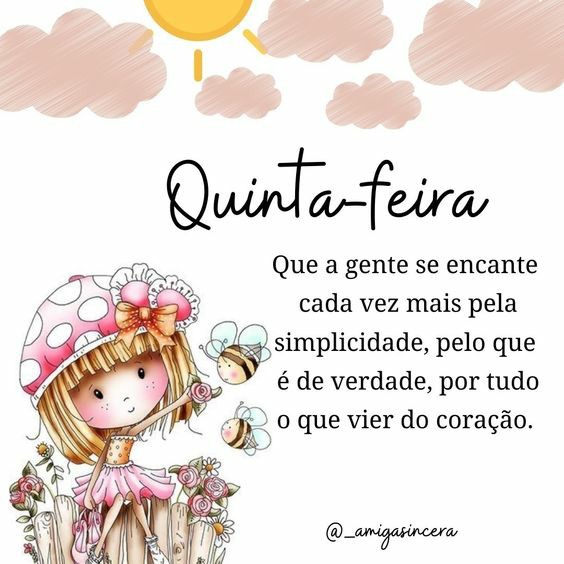 Quinta-feira
Que a gente se encante
cada vez mais pela
simplicidade, pelo que
é de verdade, por tudo
o que vier do coração.
@_amigasincera